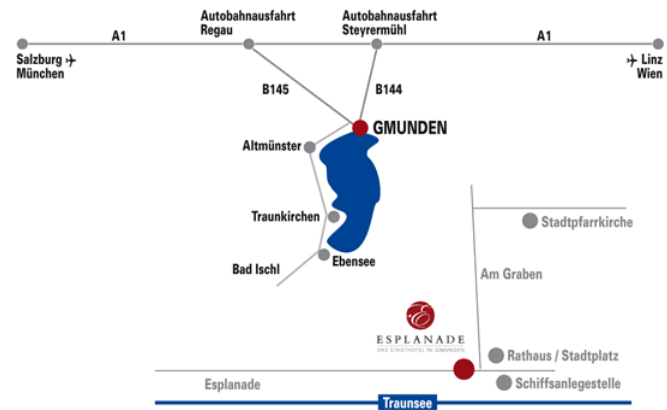 Autobahnausfahrt
Regau
Autobahnausfahrt
Steyrermühl
A1
A1
Salzburg
München
Linz
Wien
B145
B144
GMUNDEN
Altmünster
Traunkirchen
Ebensee
Bad Ischl
Stadtpfarrkirche
Am Graben
E
ESPLANADE
DAS STADTHOTEL IN GMUNDEN
Rathaus / Stadtplatz
Esplanade
Schiffsanlegestelle
Traunsee